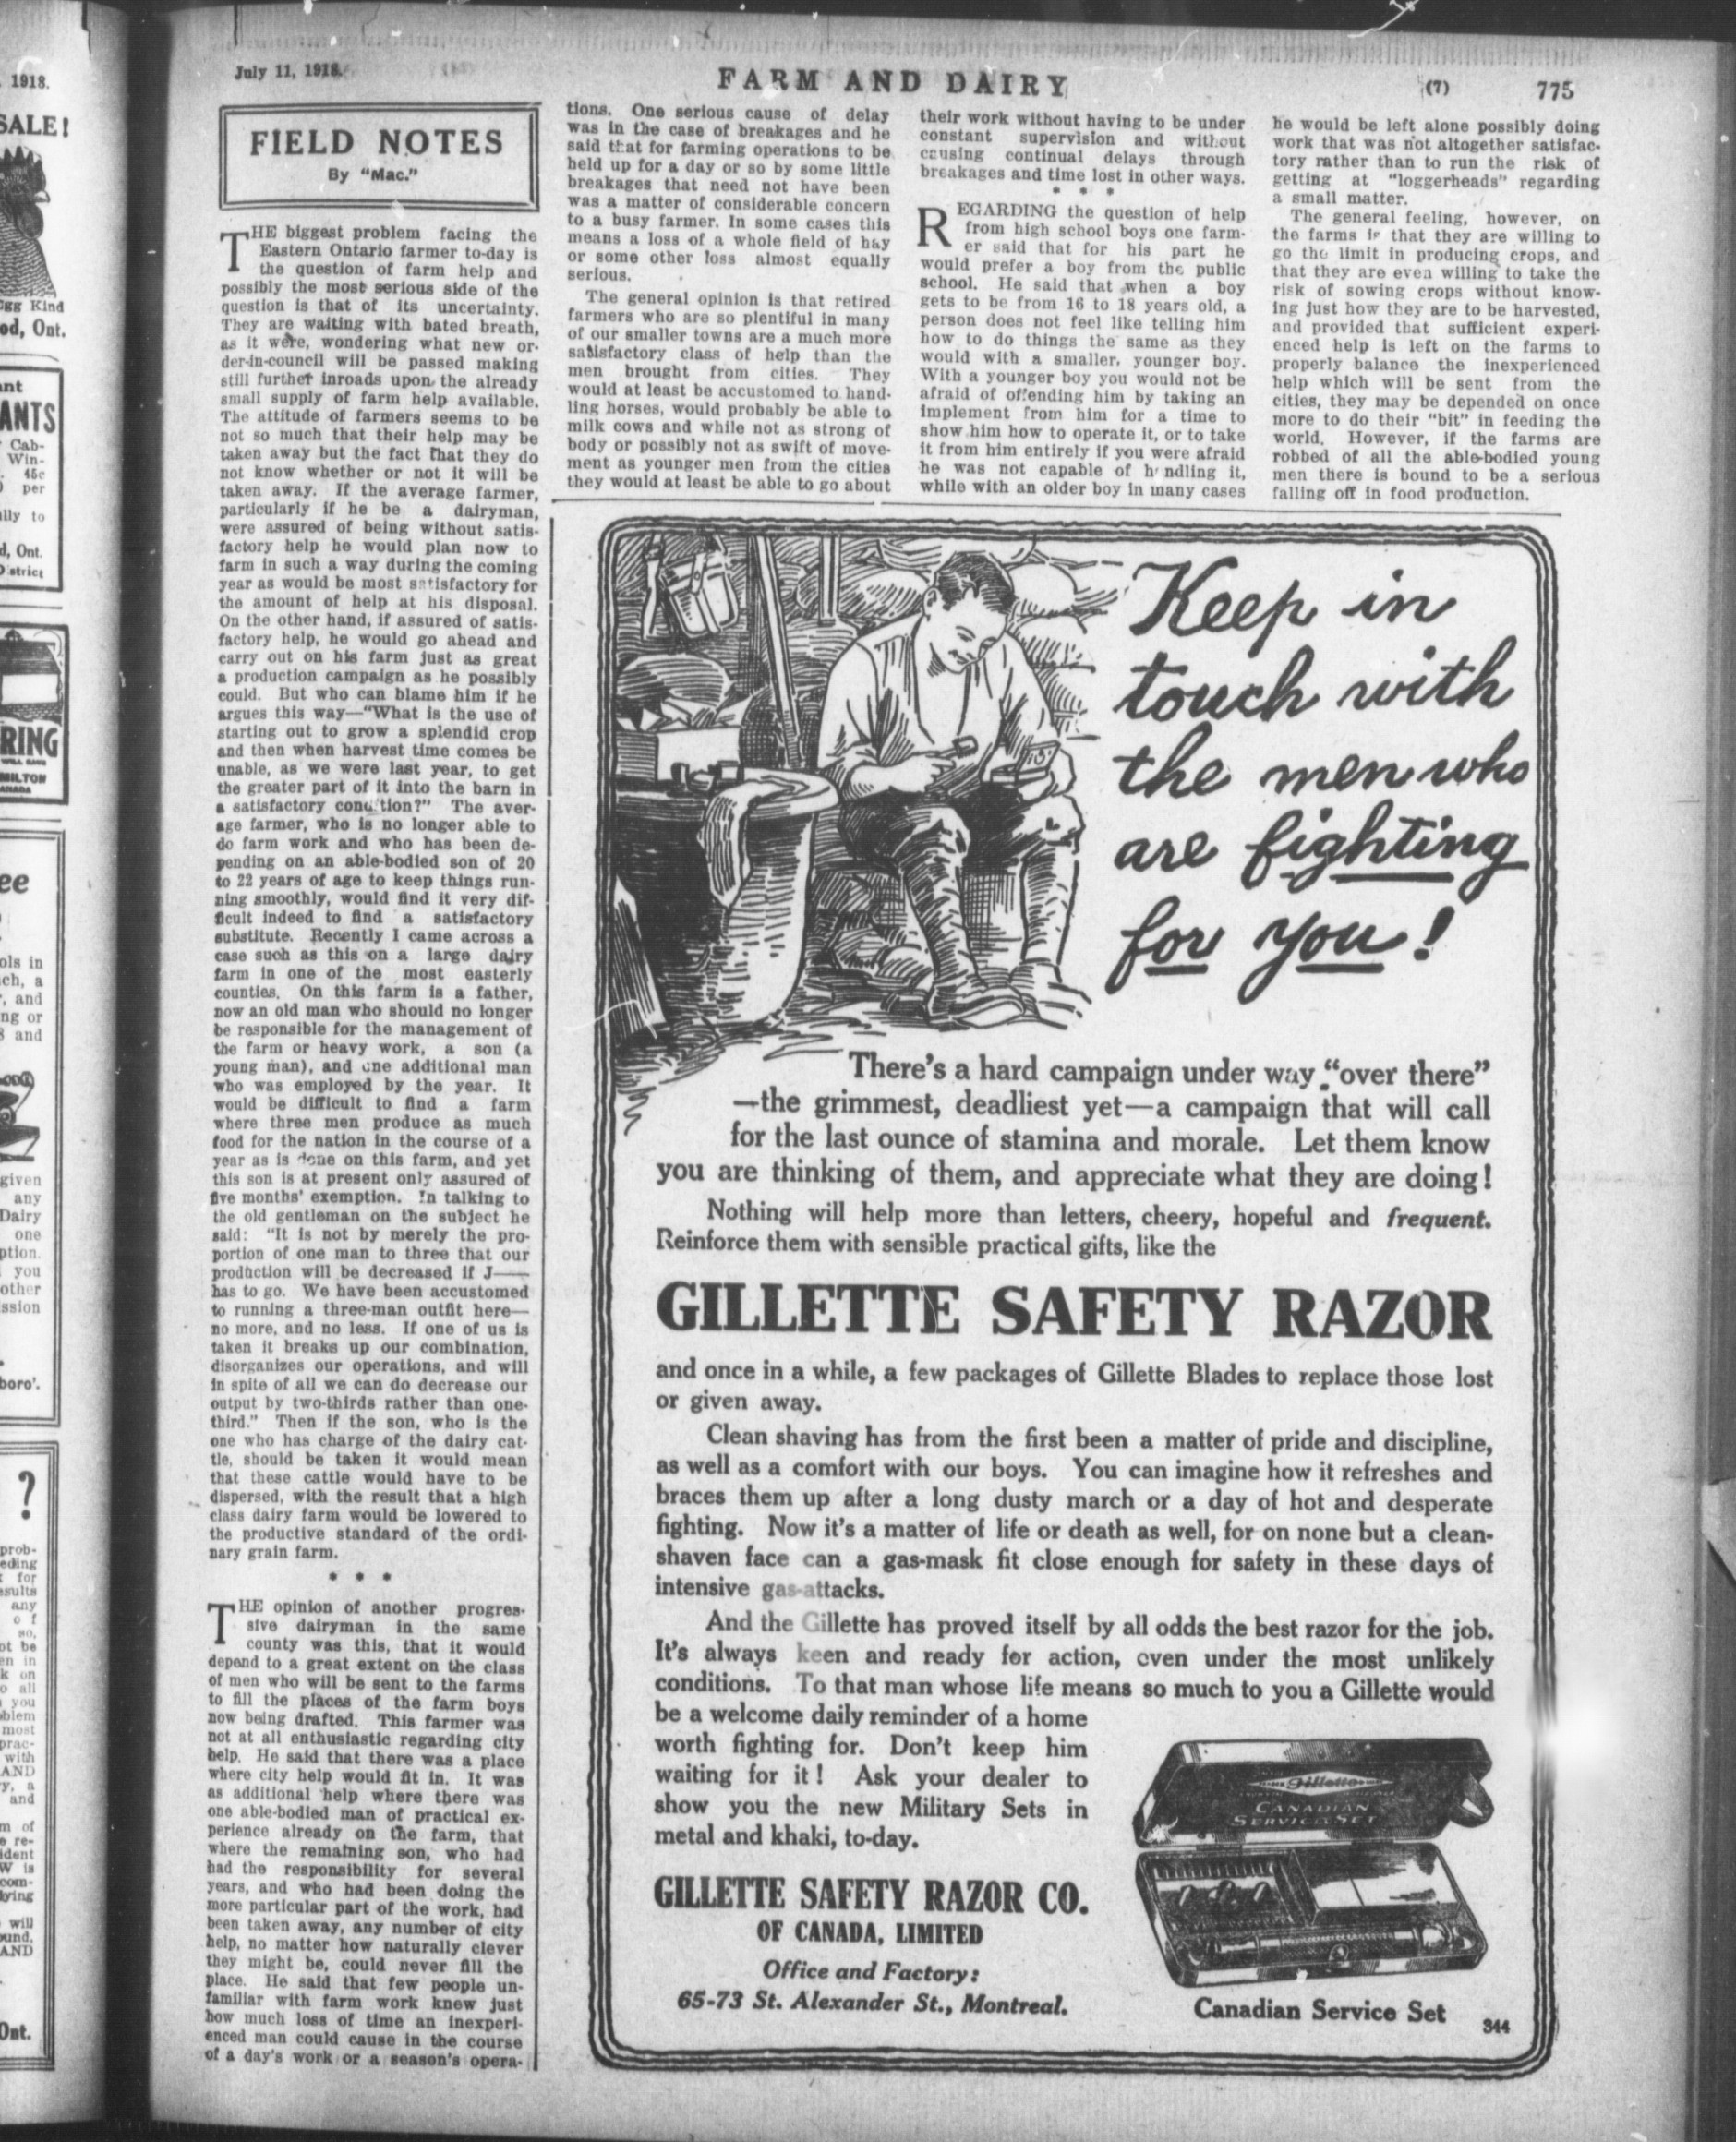 July 11, 1918.
FARM AND DAIRY
(7)
775
FIELD NOTES
By "Mac."
THE biggest problem facing the
Eastern Ontario farmer to-day is
the question of farm help and
possibly the most serious side of the
question is that of its uncertainty.
They are waiting with bated breath,
as it were, wondering what new or-
der-in-council will be passed making
still further inroads upon the already
small supply of farm help available.
The attitude of farmers seems to be
not so much that their help may be
taken away but the fact that they do
not know whether or not it will be
taken away. If the average farmer,
particularly if he be a dairyman,
were assured of being without satis-
factory help he would plan now to
farm in such a way during the coming
year as would be most satisfactory for
the amount of help at his disposal.
On the other hand, if assured of satis-
factory help, he would go ahead and
carry out on his farm just as great
a production campaign as he possibly
could. But who can blame him if he
argues this way—"What is the use of
starting out to grow a splendid crop
and then when harvest time comes be
unable, as we were last year, to get
the greater part of it into the barn in
a satisfactory condition?" The aver-
age farmer, who is no longer able to
do farm work and who has been de-
pending on an able-bodied son of 20
to 22 years of age to keep things run-
ning smoothly, would find it very dif-
ficult indeed to find a satisfactory
substitute. Recently I came across a
case such as this on a large dairy
farm in one of the most easterly
counties. On this farm is a father,
now an old man who should no longer
be responsible for the management of
the farm or heavy work, a son (a
young man), and one additional man
who was employed by the year. It
would be difficult to find a farm
where three men produce as much
food for the nation in the course of a
year as is done on this farm, and yet
this son is at present only assured of
five months' exemption. In talking to
the old gentleman on the subject he
said: "It is not by merely the pro-
portion of one man to three that our
production will be decreased if J——
has to go. We have been accustomed
to running a three-man outfit here—
no more, and no less. If one of us is
taken it breaks up our combination,
disorganizes our operations, and will
in spite of all we can do decrease our
output by two-thirds rather than one-
third." Then if the son, who is the
one who has charge of the dairy cat-
tle, should be taken it would mean
that these cattle would have to be
dispersed, with the result that a high
class dairy farm would be lowered to
the productive standard of the ordi-
nary grain farm.
* * *
THE opinion of another progres-
sive dairyman in the same
county was this, that it would
depend to a great extent on the class
of men who will be sent to the farms
to fill the places of the farm boys
now being drafted. This farmer was
not at all enthusiastic regarding city
help. He said that there was a place
where city help would fit in. It was
as additional help where there was
one able-bodied man of practical ex-
perience already on the farm, that
where the remaining son, who had
had the responsibility for several
years, and who had been doing the
more particular part of the work, had
been taken away, any number of city
help, no matter how naturally clever
they might be, could never fill the
place. He said that few people un-
familiar with farm work knew just
how much loss of time an inexperi-
enced man could cause in the course
of a day's work or a season's opera-
tions. One serious cause of delay
was in the case of breakages and he
said that for farming operations to be
held up for a day or so by some little
breakages that need not have been
was a matter of considerable concern
to a busy farmer. In some cases this
means a loss of a whole field of hay
or some other loss almost equally
serious.
The general opinion is that retired
farmers who are so plentiful in many
of our smaller towns are a much more
satisfactory class of help than the
men brought from cities. They
would at least be accustomed to hand-
ling horses, would probably be able to
milk cows and while not as strong of
body or possibly not as swift of move-
ment as younger men from the cities
they would at least be able to go about
their work without having to be under
constant supervision and without
causing continual delays through
breakages and time lost in other ways.
* * *
REGARDING the question of help
from high school boys one farm-
er said that for his part he
would prefer a boy from the public
school. He said that when a boy
gets to be from 16 to 18 years old, a
person does not feel like telling him
how to do things the same as they
would with a smaller, younger boy.
With a younger boy you would not be
afraid of offending him by taking an
implement from him for a time to
show him how to operate it, or to take
it from him entirely if you were afraid
he was not capable of handling it,
while with an older boy in many cases
he would be left alone possibly doing
work that was not altogether satisfac-
tory rather than to run the risk of
getting at "loggerheads" regarding
a small matter.
The general feeling, however, on
the farms is that they are willing to
go the limit in producing crops, and
that they are even willing to take the
risk of sowing crops without know-
ing just how they are to be harvested,
and provided that sufficient experi-
enced help is left on the farms to
properly balance the inexperienced
help which will be sent from the
cities, they may be depended on once
more to do their "bit" in feeding the
world. However, if the farms are
robbed of all the able-bodied young
men there is bound to be a serious
falling off in food production.
Keep in
touch with
the men who
are fighting
for you!
There's a hard campaign under way "over there"
—the grimmest, deadliest yet—a campaign that will call
for the last ounce of stamina and morale. Let them know
you are thinking of them, and appreciate what they are doing!
Nothing will help more than letters, cheery, hopeful and frequent.
Reinforce them with sensible practical gifts, like the
GILLETTE SAFETY RAZOR
and once in a while, a few packages of Gillette Blades to replace those lost
or given away.
Clean shaving has from the first been a matter of pride and discipline,
as well as a comfort with our boys. You can imagine how it refreshes and
braces them up after a long dusty march or a day of hot and desperate
fighting. Now it's a matter of life or death as well, for on none but a clean-
shaven face can a gas-mask fit close enough for safety in these days of
intensive gas-attacks.
And the Gillette has proved itself by all odds the best razor for the job.
It's always keen and ready for action, even under the most unlikely
conditions. To that man whose life means so much to you a Gillette would
be a welcome daily reminder of a home
worth fighting for. Don't keep him
waiting for it! Ask your dealer to
show you the new Military Sets in
metal and khaki, to-day.
GILLETTE SAFETY RAZOR CO.
OF CANADA, LIMITED
Office and Factory:
65-73 St. Alexander St., Montreal.
Gillette
CANADIAN
SERVICE SET
Canadian Service Set
344
1918.
SALE!
Egg Kind
od, Ont.
ANTS
Cab-
Win-
45c
per
lly to
d, Ont.
District
RING
MILTON
CANADA
ee
ols in
ch, a
, and
ng or
and
given
any
Dairy
one
ption.
you
other
ssion
boro'.
?
prob-
eding
for
esults
any
of
so,
ot be
en in
k on
o all
you
oblem
most
prac-
with
AND
y, a
and
m of
e re-
ident
W is
com-
lying
will
ound,
AND
Ont.